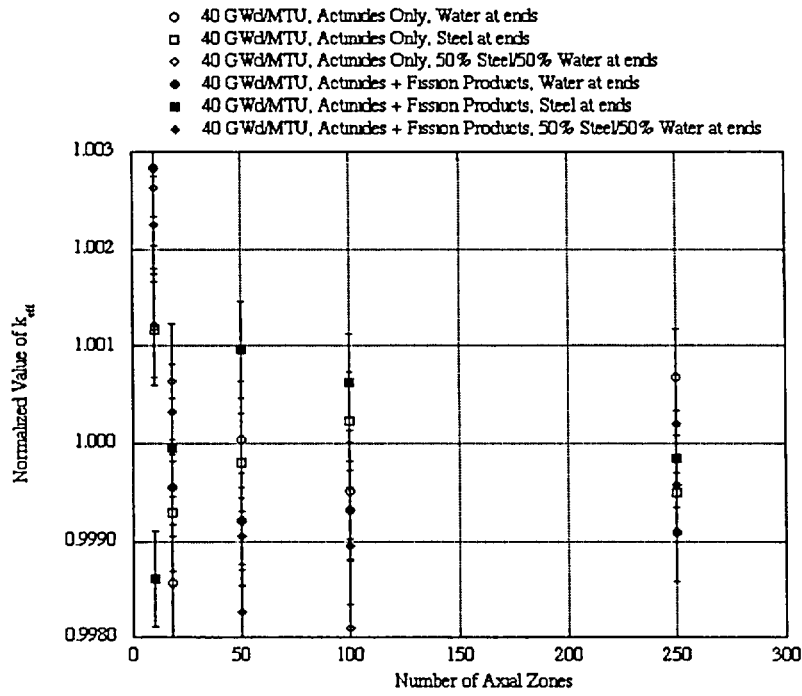 40 GWd/MTU, Actinides Only, Water at ends
40 GWd/MTU, Actinides Only, Steel at ends
40 GWd/MTU, Actinides Only, 50% Steel/50% Water at ends
40 GWd/MTU, Actinides + Fission Products, Water at ends
40 GWd/MTU, Actinides + Fission Products, Steel at ends
40 GWd/MTU, Actinides + Fission Products, 50% Steel/50% Water at ends
1.003
1.002
1.001
1.000
0.9990
0.9980
Normalized Value of k_eff
0 50 100 150 200 250 300
Number of Axial Zones